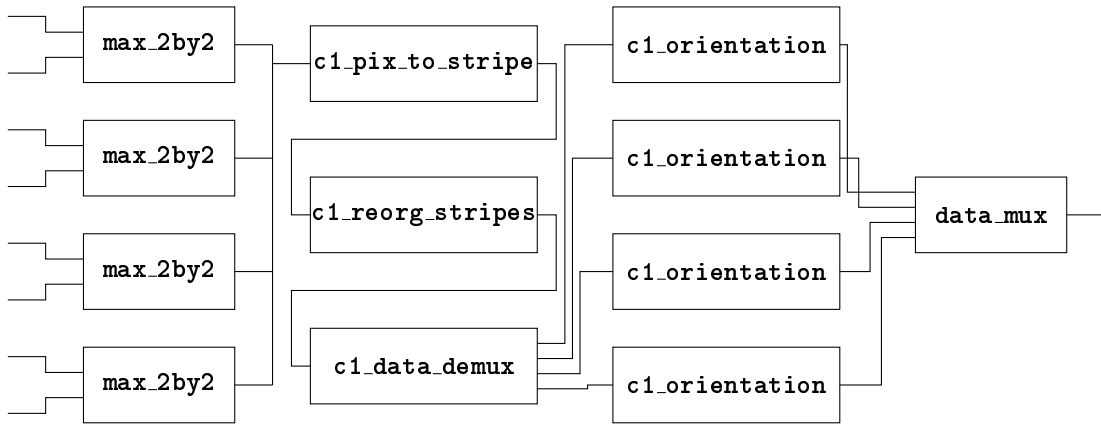 max_2by2
max_2by2
max_2by2
max_2by2
c1_pix_to_stripe
c1_reorg_stripes
c1_data_demux
c1_orientation
c1_orientation
c1_orientation
c1_orientation
data_mux